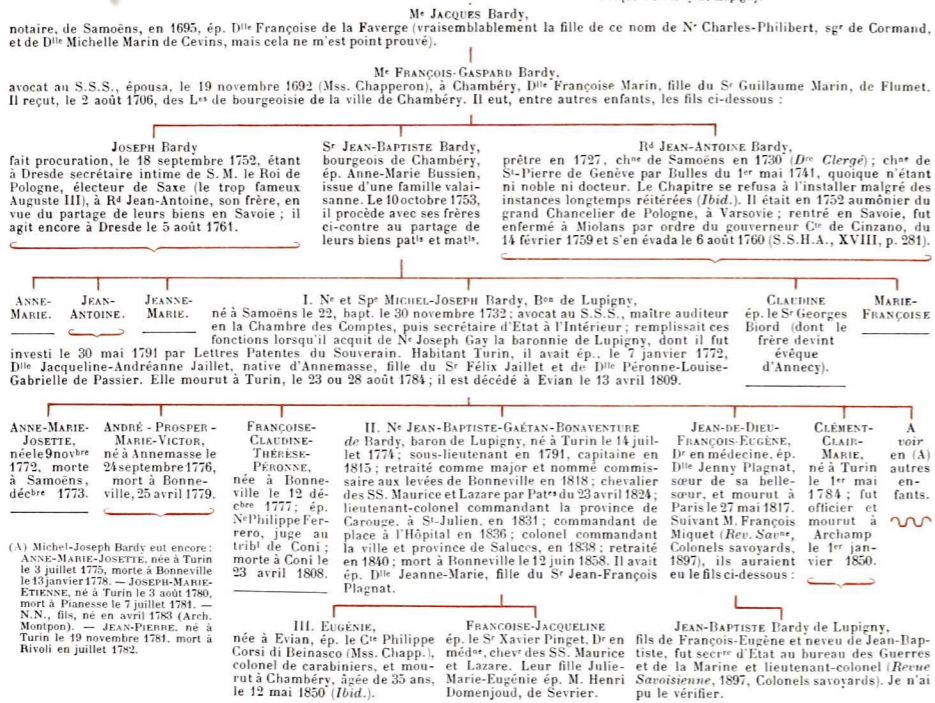 Mᵉ JACQUES Bardy,
notaire, de Samoëns, en 1695, ép. Dˡˡᵉ Françoise de la Faverge (vraisemblablement la fille de ce nom de Nᵉ Charles-Philibert, sgʳ de Cormand,
et de Dˡˡᵉ Michelle Marin de Cevins, mais cela ne m'est point prouvé).
Mᵉ FRANÇOIS-GASPARD Bardy,
avocat au S.S.S., épousa, le 19 novembre 1692 (Mss. Chapperon), à Chambéry, Dˡˡᵉ Françoise Marin, fille du Sʳ Guillaume Marin, de Flumet.
Il reçut, le 2 août 1706, des Lᵉˢ de bourgeoisie de la ville de Chambéry. Il eut, entre autres enfants, les fils ci-dessous :
JOSEPH Bardy
fait procuration, le 18 septembre 1752, étant
à Dresde secrétaire intime de S. M. le Roi de
Pologne, électeur de Saxe (le trop fameux
Auguste III), à Rᵈ Jean-Antoine, son frère, en
vue du partage de leurs biens en Savoie ; il
agit encore à Dresde le 5 août 1761.
Sʳ JEAN-BAPTISTE Bardy,
bourgeois de Chambéry,
ép. Anne-Marie Bussien,
issue d'une famille valai-
sanne. Le 10 octobre 1753,
il procède avec ses frères
ci-contre au partage de
leurs biens patˡˢ et matˡˢ.
Rᵈ JEAN-ANTOINE Bardy,
prêtre en 1727, chⁿᵉ de Samoëns en 1730 (Dʳᵉ Clergé) ; chⁿᵉ de
Sᵗ-Pierre de Genève par Bulles du 1ᵉʳ mai 1741, quoique n'étant
ni noble ni docteur. Le Chapitre se refusa à l'installer malgré des
instances longtemps réitérées (Ibid.). Il était en 1752 aumônier du
grand Chancelier de Pologne, à Varsovie ; rentré en Savoie, fut
enfermé à Miolans par ordre du gouverneur Cᵗᵉ de Cinzano, du
14 février 1759 et s'en évada le 6 août 1760 (S.S.H.A., XVIII, p. 281).
ANNE-
MARIE.
JEAN-
ANTOINE.
JEANNE-
MARIE.
I. Nᵉ et Spᵉ MICHEL-JOSEPH Bardy, Bᵒⁿ de Lupigny,
né à Samoëns le 22, bapt. le 30 novembre 1732 ; avocat au S.S.S., maître auditeur
en la Chambre des Comptes, puis secrétaire d'Etat à l'Intérieur ; remplissait ces
fonctions lorsqu'il acquit de Nᵉ Joseph Gay la baronnie de Lupigny, dont il fut
investi le 30 mai 1791 par Lettres Patentes du Souverain. Habitant Turin, il avait ép., le 7 janvier 1772,
Dˡˡᵉ Jacqueline-Andréanne Jaillet, native d'Annemasse, fille du Sʳ Félix Jaillet et de Dˡˡᵉ Péronne-Louise-
Gabrielle de Passier. Elle mourut à Turin, le 23 ou 28 août 1784 ; il est décédé à Evian le 13 avril 1809.
CLAUDINE
ép. le Sʳ Georges
Biord (dont le
frère devint
évêque
d'Annecy).
MARIE-
FRANÇOISE
ANNE-MARIE-
JOSETTE,
née le 9 novᵇʳᵉ
1772, morte
à Samoëns,
décᵇʳᵉ 1773.
ANDRÉ - PROSPER -
MARIE-VICTOR,
né à Annemasse le
24 septembre 1776,
mort à Bonne-
ville, 25 avril 1779.
FRANÇOISE-
CLAUDINE-
THÉRÈSE-
PÉRONNE,
née à Bonne-
ville le 12 dé-
cᵇʳᵉ 1777 ; ép.
Nᵉ Philippe Fer-
rero, juge au
tribˡ de Coni ;
morte à Coni le
23 avril 1808.
II. Nᵉ JEAN-BAPTISTE-GAÉTAN-BONAVENTURE
de Bardy, baron de Lupigny, né à Turin le 14 juil-
let 1774 ; sous-lieutenant en 1791, capitaine en
1815 ; retraité comme major et nommé commis-
saire aux levées de Bonneville en 1818 ; chevalier
des SS. Maurice et Lazare par Patᵉˢ du 23 avril 1824 ;
lieutenant-colonel commandant la province de
Carouge, à Sᵗ-Julien, en 1831 ; commandant de
place à l'Hôpital en 1836 ; colonel commandant
la ville et province de Saluces, en 1838 ; retraité
en 1840 ; mort à Bonneville le 12 juin 1858. Il avait
ép. Dˡˡᵉ Jeanne-Marie, fille du Sʳ Jean-François
Plagnat.
JEAN-DE-DIEU-
FRANÇOIS-EUGÈNE,
Dʳ en médecine, ép.
Dˡˡᵉ Jenny Plagnat,
sœur de sa belle-
sœur, et mourut à
Paris le 27 mai 1817.
Suivant M. François
Miquet (Rev. Savⁿᵉ,
Colonels savoyards,
1897), ils auraient
eu le fils ci-dessous :
CLÉMENT-
CLAIR-
MARIE,
né à Turin
le 1ᵉʳ mai
1784 ; fut
officier et
mourut à
Archamp
le 1ᵉʳ jan-
vier 1850.
A
voir
en (A)
autres
en-
fants.
(A) Michel-Joseph Bardy eut encore :
ANNE-MARIE-JOSETTE, née à Turin
le 3 juillet 1775, morte à Bonneville
le 13 janvier 1778. — JOSEPH-MARIE-
ETIENNE, né à Turin le 3 août 1780,
mort à Pianesse le 7 juillet 1781. —
N.N., fils, né en avril 1783 (Arch.
Montpon). — JEAN-PIERRE, né à
Turin le 19 novembre 1781, mort à
Rivoli en juillet 1782.
III. EUGÉNIE,
née à Evian, ép. le Cᵗᵉ Philippe
Corsi di Beinasco (Mss. Chapp.),
colonel de carabiniers, et mou-
rut à Chambéry, âgée de 35 ans,
le 12 mai 1850 (Ibid.).
FRANCOISE-JACQUELINE
ép. le Sʳ Xavier Pinget, Dʳ en
médⁿᵉ, chevʳ des SS. Maurice
et Lazare. Leur fille Julie-
Marie-Eugénie ép. M. Henri
Domenjoud, de Sevrier.
JEAN-BAPTISTE Bardy de Lupigny,
fils de François-Eugène et neveu de Jean-Bap-
tiste, fut secrʳᵉ d'Etat au bureau des Guerres
et de la Marine et lieutenant-colonel (Revue
Savoisienne, 1897, Colonels savoyards). Je n'ai
pu le vérifier.